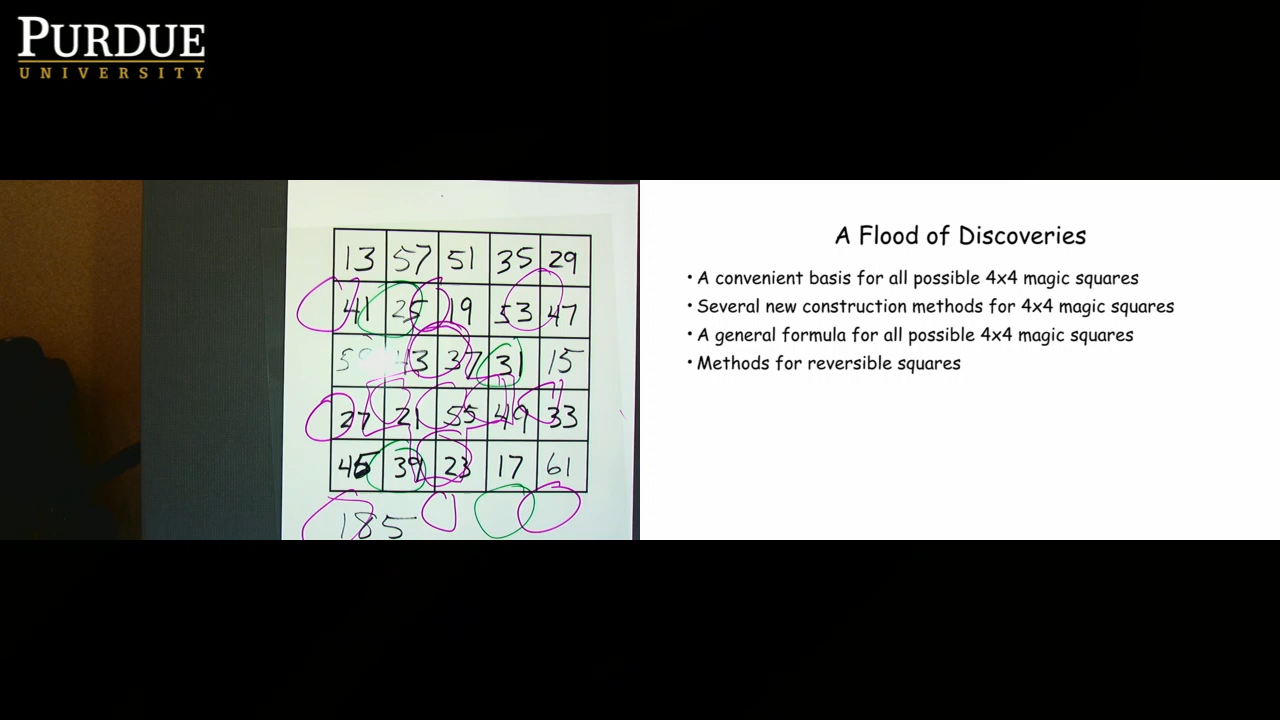 PURDUE
UNIVERSITY
13 57 51 35 29
41 25 19 53 47
43 37 31 15
27 21 55 49 33
45 39 23 17 61
185
A Flood of Discoveries
• A convenient basis for all possible 4x4 magic squares
• Several new construction methods for 4x4 magic squares
• A general formula for all possible 4x4 magic squares
• Methods for reversible squares